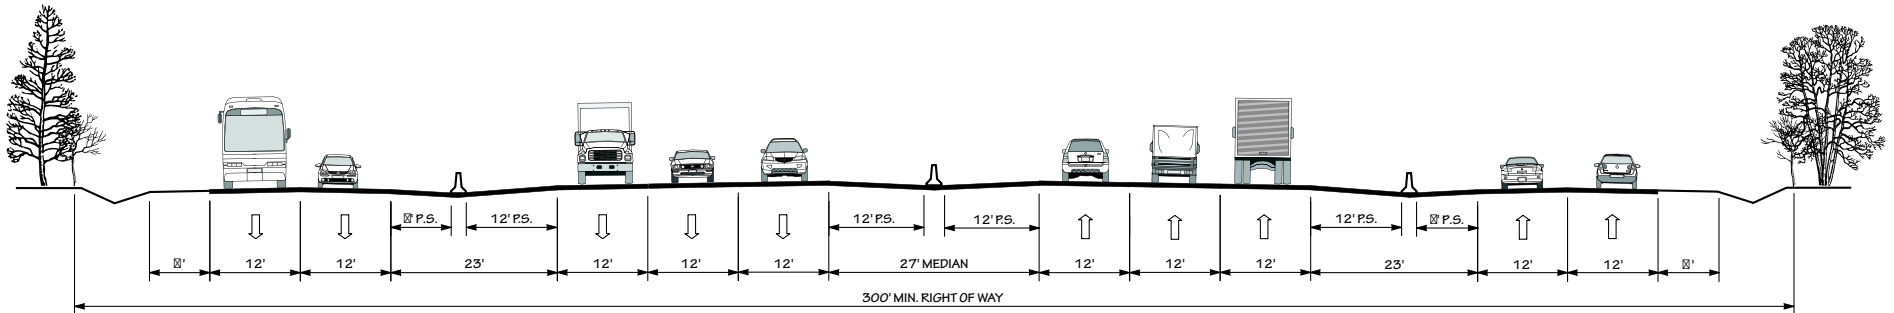 ☒' P.S. 12' P.S. 12' P.S. 12' P.S. 12' P.S. ☒' P.S.
☒' 12' 12' 23' 12' 12' 12' 27' MEDIAN 12' 12' 12' 23' 12' 12' ☒'
300' MIN. RIGHT OF WAY